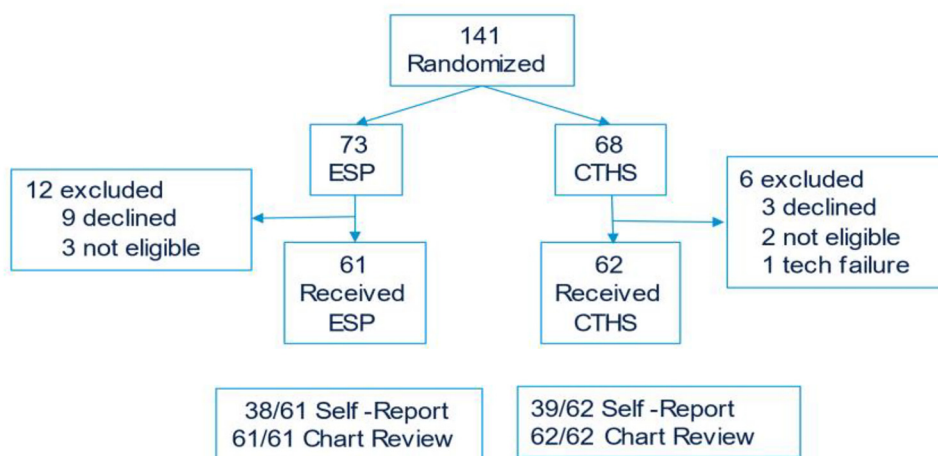 141
Randomized
73
ESP
68
CTHS
12 excluded
9 declined
3 not eligible
6 excluded
3 declined
2 not eligible
1 tech failure
61
Received
ESP
62
Received
CTHS
38/61 Self -Report
61/61 Chart Review
39/62 Self -Report
62/62 Chart Review